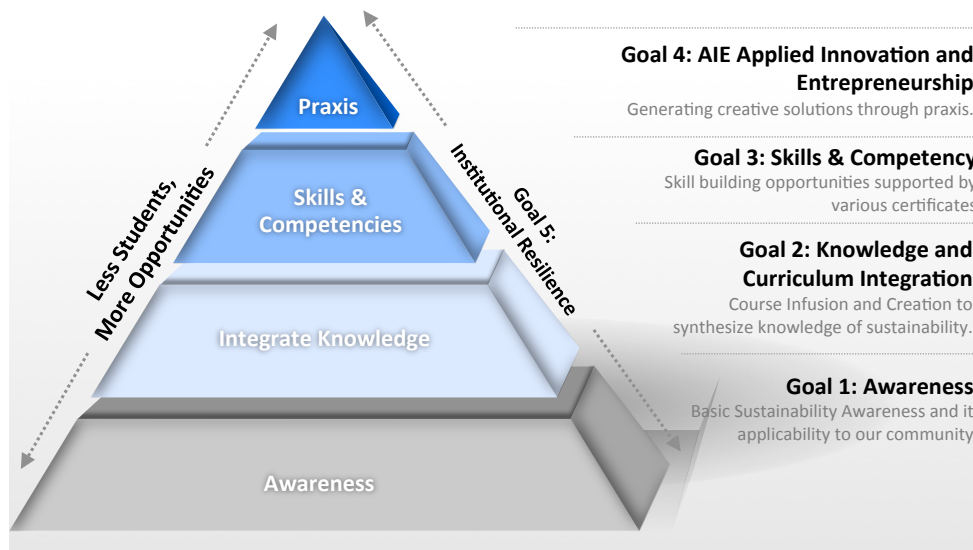 Praxis
Skills &
Competencies
Integrate Knowledge
Awareness
Less Students,
More Opportunities
Goal 5:
Institutional Resilience
Goal 4: AIE Applied Innovation and
Entrepreneurship
Generating creative solutions through praxis.
Goal 3: Skills & Competency
Skill building opportunities supported by
various certificates
Goal 2: Knowledge and
Curriculum Integration
Course Infusion and Creation to
synthesize knowledge of sustainability.
Goal 1: Awareness
Basic Sustainability Awareness and it
applicability to our community